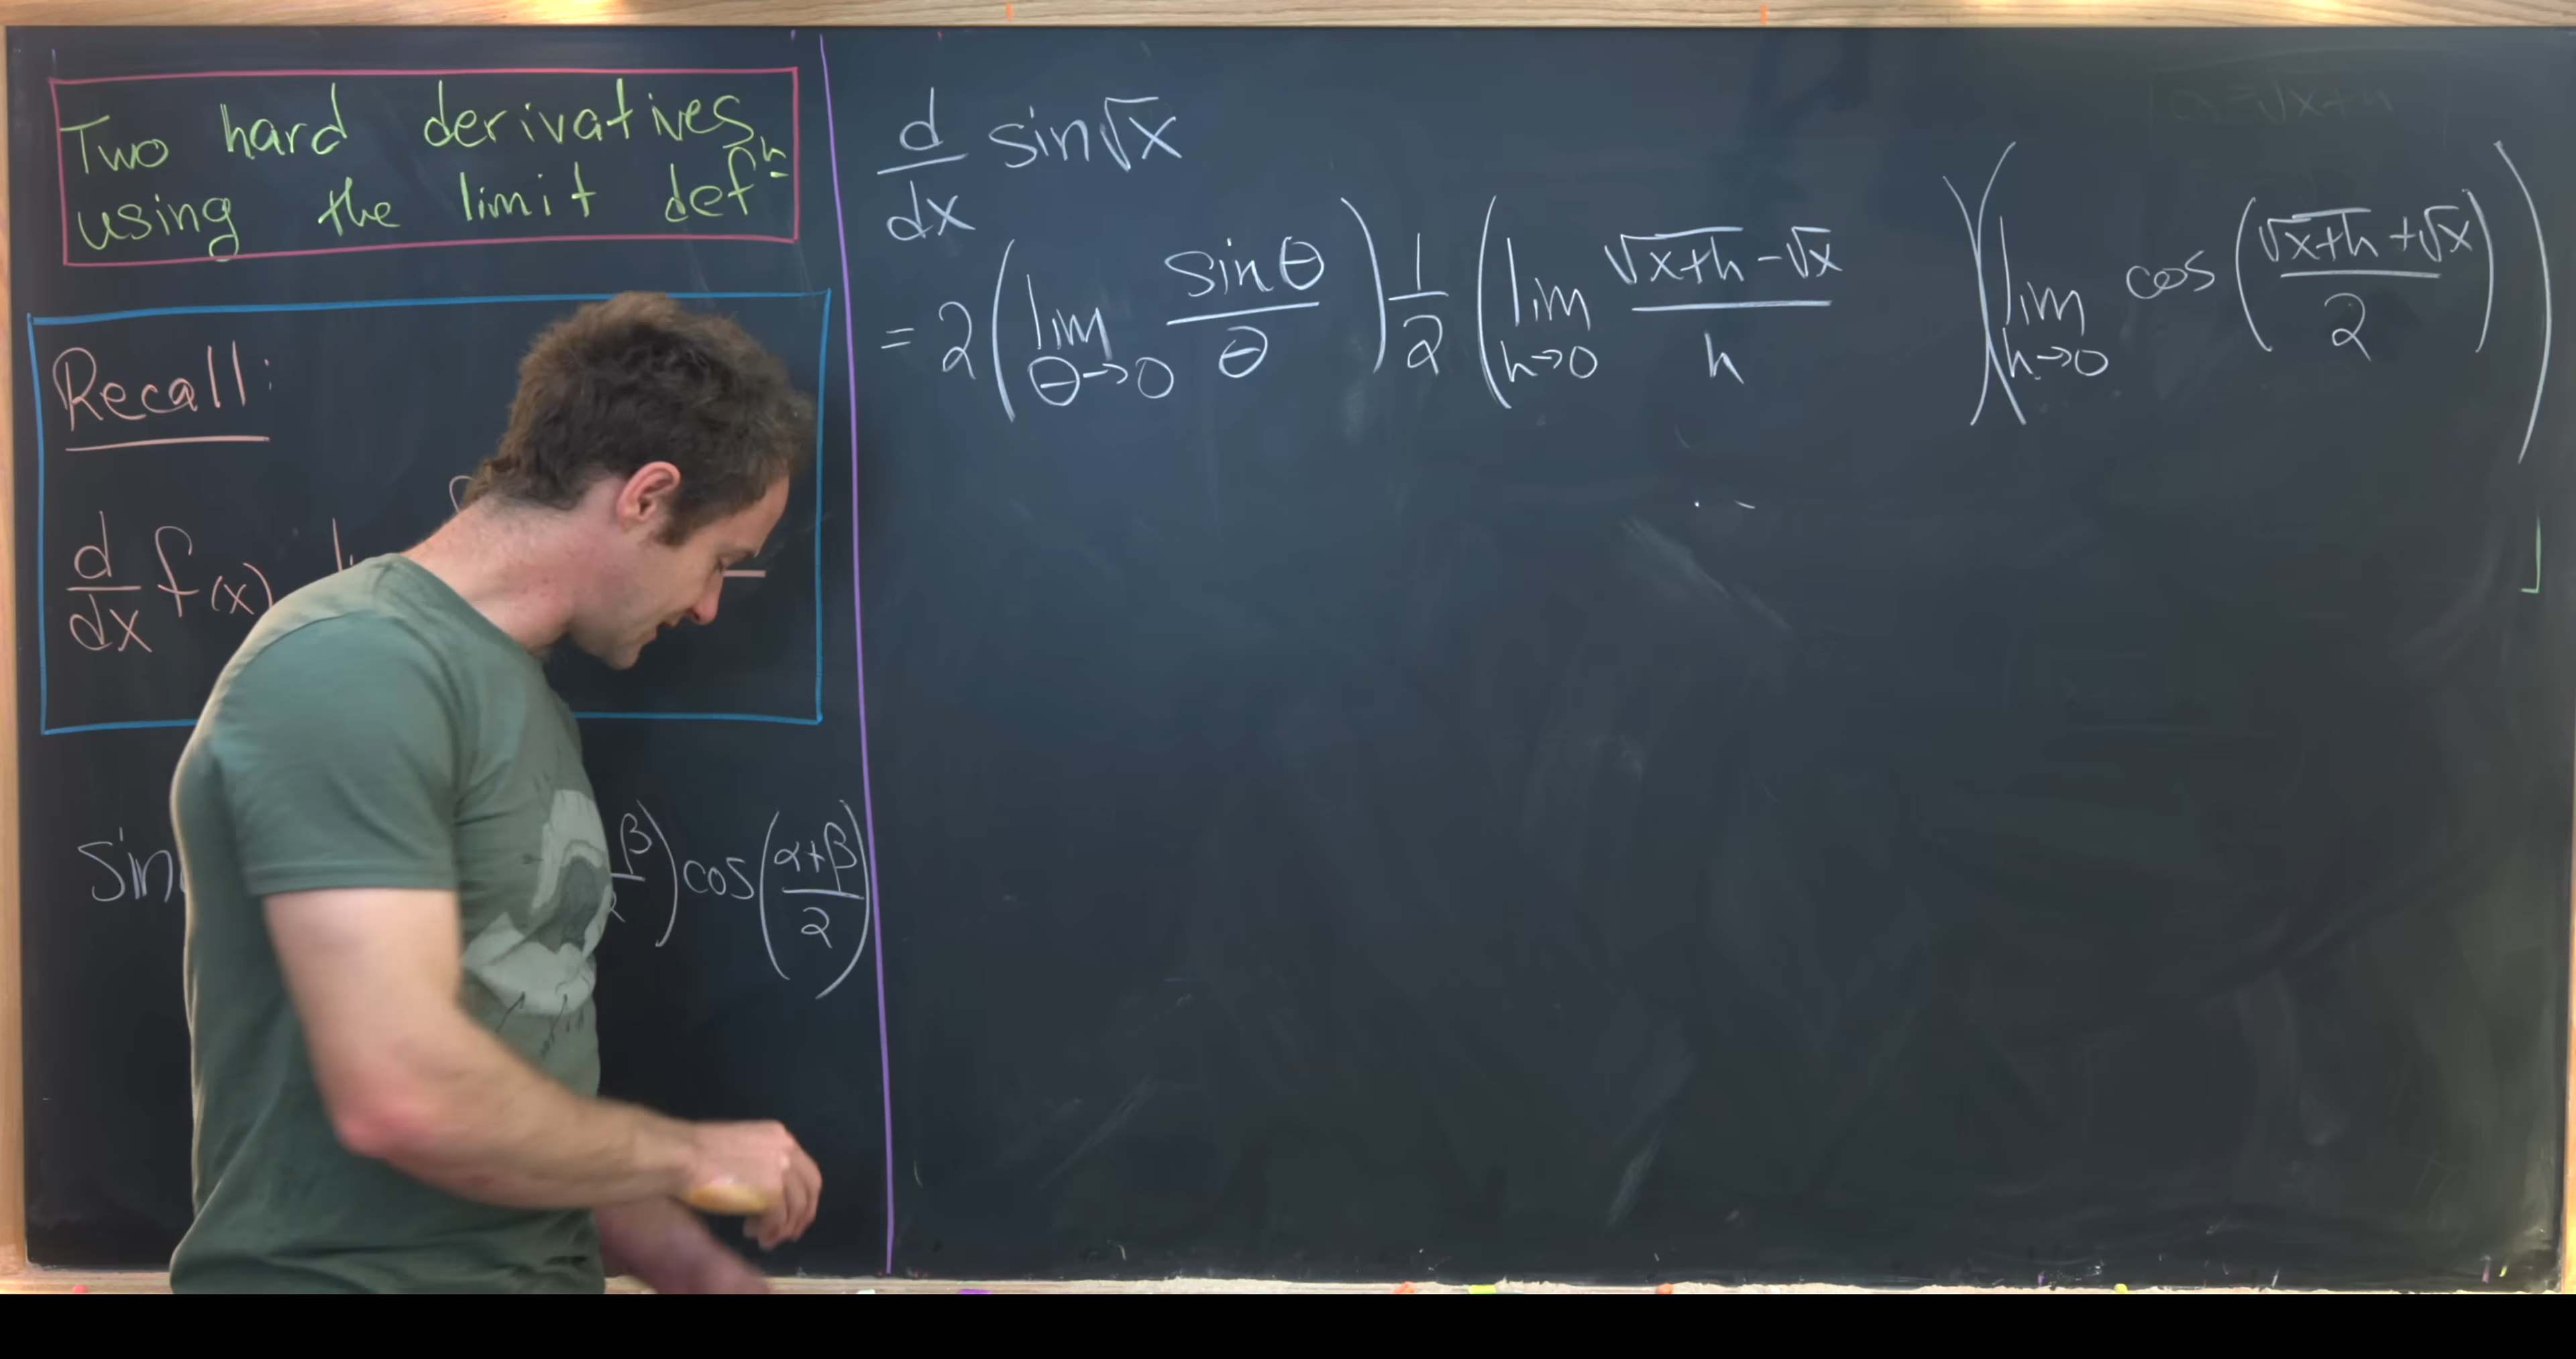 Two hard derivatives
using the limit defⁿ
Recall:
d/dx f(x)
sin β/2) cos((α+β)/2)
d/dx sin√x
= 2(lim θ→0 sinθ/θ) 1/2 (lim h→0 (√(x+h) - √x)/h)(lim h→0 cos((√(x+h) + √x)/2))